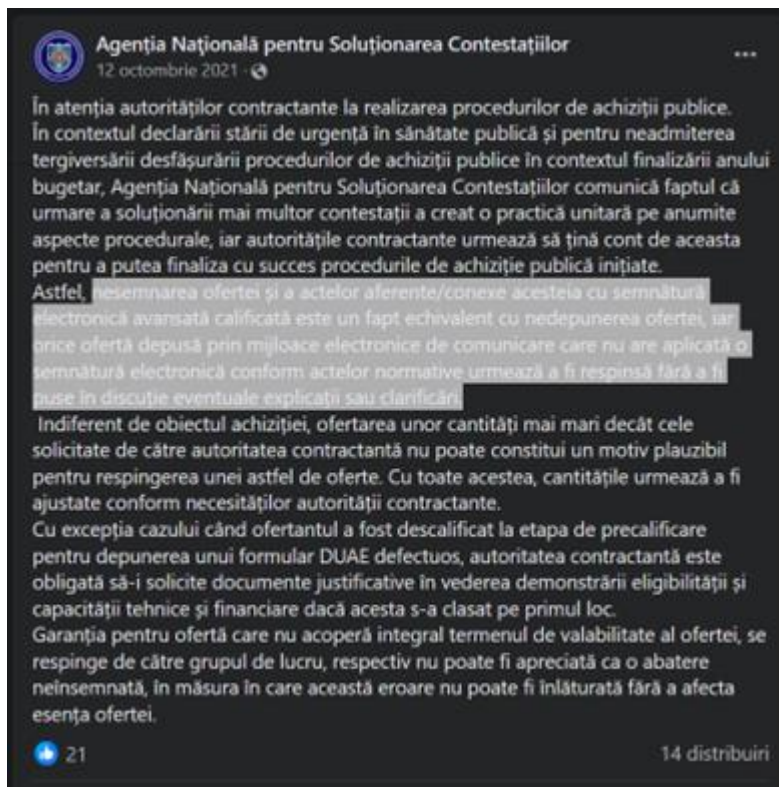 Agenția Națională pentru Soluționarea Contestațiilor
12 octombrie 2021 ·
În atenția autorităților contractante la realizarea procedurilor de achiziții publice.
În contextul declarării stării de urgență în sănătate publică și pentru neadmiterea
tergiversării desfășurării procedurilor de achiziții publice în contextul finalizării anului
bugetar, Agenția Națională pentru Soluționarea Contestațiilor comunică faptul că
urmare a soluționării mai multor contestații a creat o practică unitară pe anumite
aspecte procedurale, iar autoritățile contractante urmează să țină cont de aceasta
pentru a putea finaliza cu succes procedurile de achiziție publică inițiate.
Astfel, nesemnarea ofertei și a actelor aferente/conexe acesteia cu semnătură
electronică avansată calificată este un fapt echivalent cu nedepunerea ofertei, iar
orice ofertă depusă prin mijloace electronice de comunicare care nu are aplicată o
semnătură electronică conform actelor normative urmează a fi respinsă fără a fi
puse în discuție eventuale explicații sau clarificări.
Indiferent de obiectul achiziției, ofertarea unor cantități mai mari decât cele
solicitate de către autoritatea contractantă nu poate constitui un motiv plauzibil
pentru respingerea unei astfel de oferte. Cu toate acestea, cantitățile urmează a fi
ajustate conform necesităților autorității contractante.
Cu excepția cazului când ofertantul a fost descalificat la etapa de precalificare
pentru depunerea unui formular DUAE defectuos, autoritatea contractantă este
obligată să-i solicite documente justificative în vederea demonstrării eligibilității și
capacității tehnice și financiare dacă acesta s-a clasat pe primul loc.
Garanția pentru ofertă care nu acoperă integral termenul de valabilitate al ofertei, se
respinge de către grupul de lucru, respectiv nu poate fi apreciată ca o abatere
neînsemnată, în măsura în care această eroare nu poate fi înlăturată fără a afecta
esența ofertei.
21
14 distribuiri